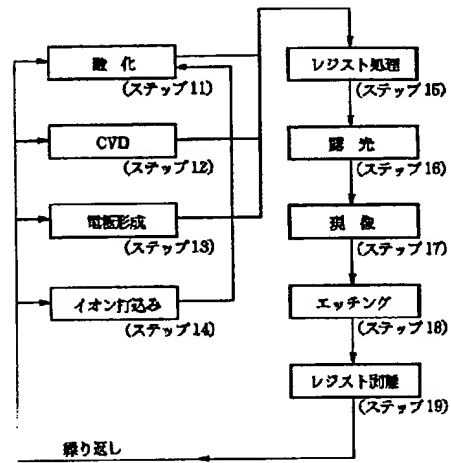 酸化
(ステップ11)
CVD
(ステップ12)
電極形成
(ステップ13)
イオン打込み
(ステップ14)
レジスト処理
(ステップ15)
露光
(ステップ16)
現像
(ステップ17)
エッチング
(ステップ18)
レジスト剥離
(ステップ19)
繰り返し